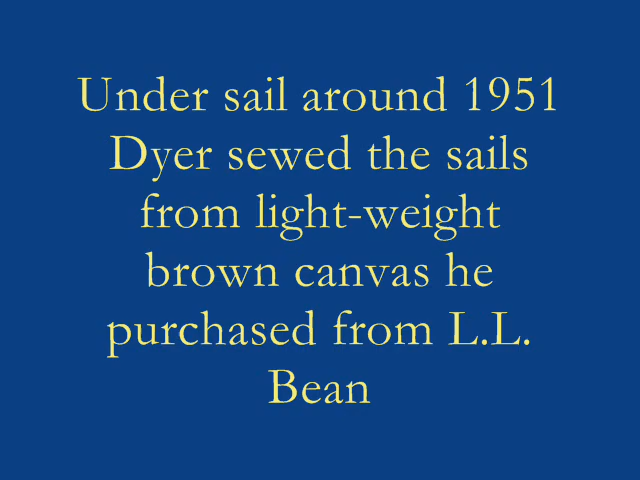 Under sail around 1951
Dyer sewed the sails
from light-weight
brown canvas he
purchased from L.L.
Bean